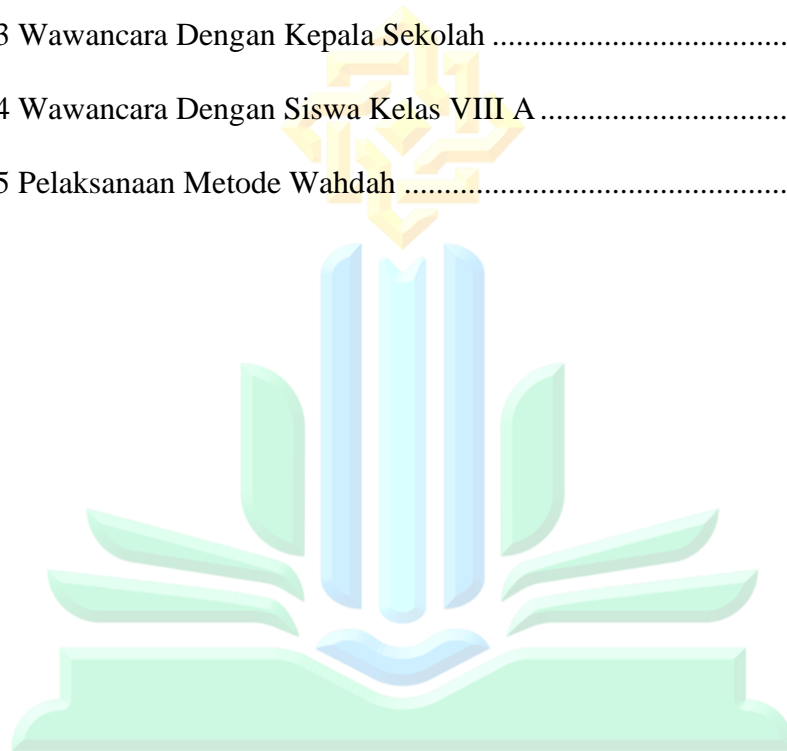 3 Wawancara Dengan Kepala Sekolah .....................................
4 Wawancara Dengan Siswa Kelas VIII A...............................
5 Pelaksanaan Metode Wahdah ................................................